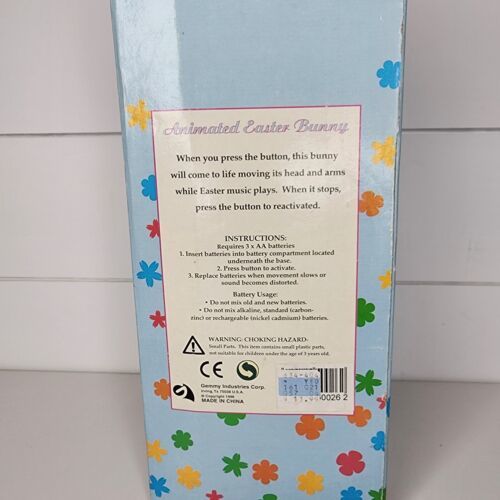 Animated Easter Bunny
When you press the button, this bunny
will come to life moving its head and arms
while Easter music plays. When it stops,
press the button to reactivated.
INSTRUCTIONS:
Requires 3 x AA batteries
1. Insert batteries into battery compartment located
underneath the base.
2. Press button to activate.
3. Replace batteries when movement slows or
sound becomes distorted.
Battery Usage:
• Do not mix old and new batteries.
• Do not mix alkaline, standard (carbon-
zinc) or rechargeable (nickel cadmium) batteries.
WARNING: CHOKING HAZARD-
Small Parts. This item contains small plastic parts,
not suitable for children under the age of 3 years old.
CE
Gemmy Industries Corp.
Irving, Tx 75038 U.S.A.
© Copyright 1998
MADE IN CHINA
00026 2